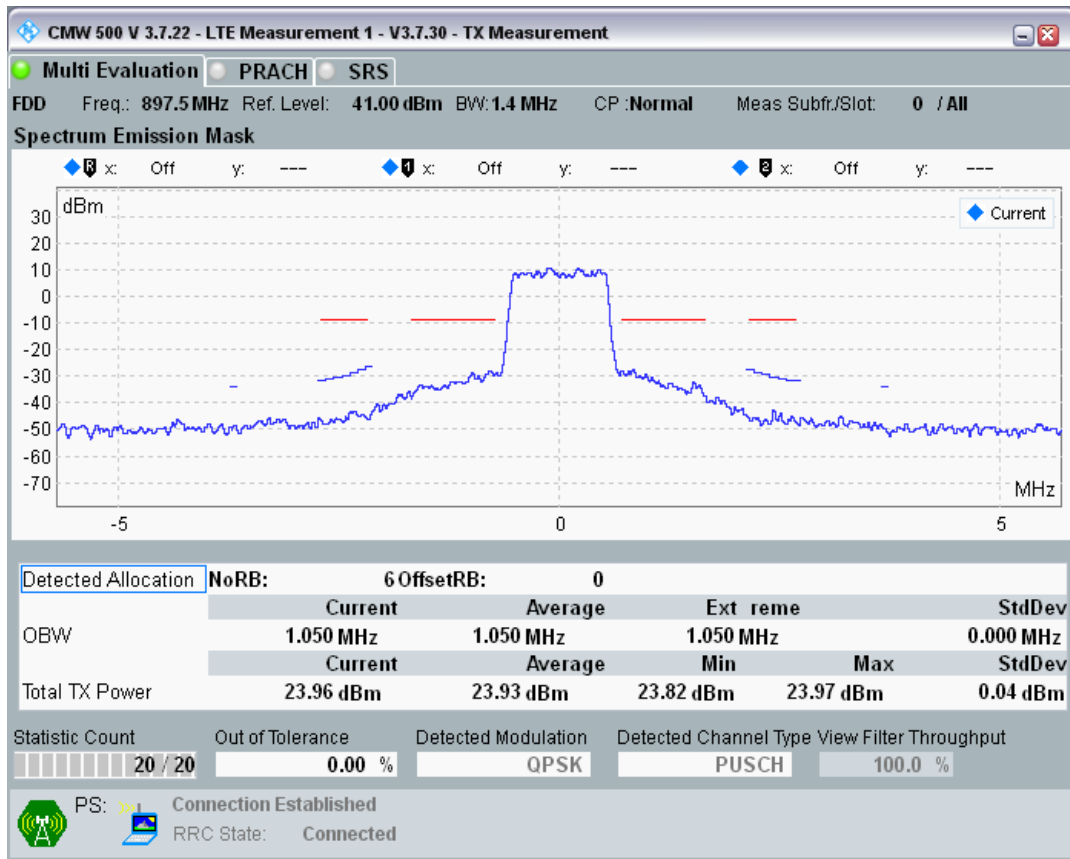 CMW 500 V 3.7.22 - LTE Measurement 1 - V3.7.30 - TX Measurement
Multi Evaluation PRACH SRS
FDD Freq.: 897.5 MHz Ref. Level: 41.00 dBm BW: 1.4 MHz CP :Normal Meas Subfr./Slot: 0 / All
Spectrum Emission Mask
R x: Off y: --- 1 x: Off y: --- 2 x: Off y: ---
dBm
Current
30
20
10
0
-10
-20
-30
-40
-50
-60
-70
MHz
-5 0 5
Detected Allocation NoRB: 6 OffsetRB: 0
Current Average Ext reme StdDev
OBW 1.050 MHz 1.050 MHz 1.050 MHz 0.000 MHz
Current Average Min Max StdDev
Total TX Power 23.96 dBm 23.93 dBm 23.82 dBm 23.97 dBm 0.04 dBm
Statistic Count Out of Tolerance Detected Modulation Detected Channel Type View Filter Throughput
20 / 20 0.00 % QPSK PUSCH 100.0 %
PS: Connection Established
RRC State: Connected